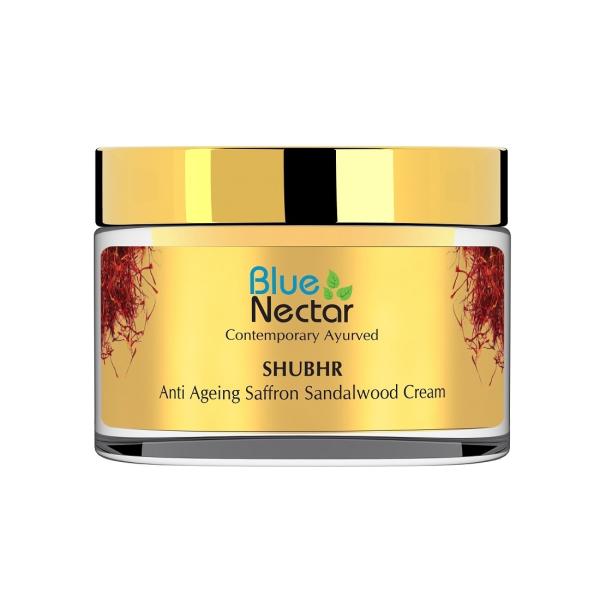 Blue
Nectar
Contemporary Ayurved
SHUBHR
Anti Ageing Saffron Sandalwood Cream